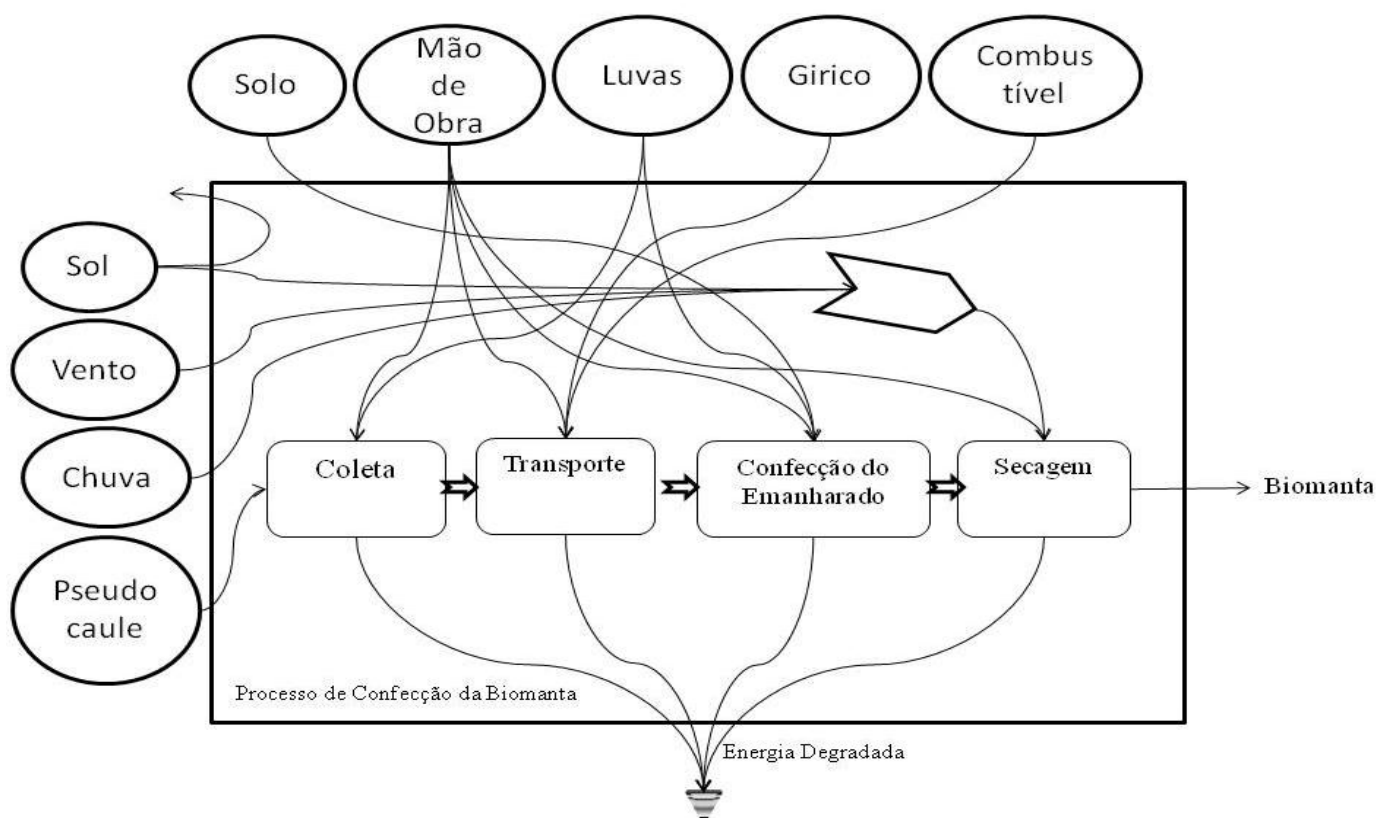 Solo
Mão
de
Obra
Luvas
Girico
Combus
tível
Sol
Vento
Chuva
Pseudo
caule
Coleta
Transporte
Confecção do
Emanharado
Secagem
Biomanta
Processo de Confecção da Biomanta
Energia Degradada